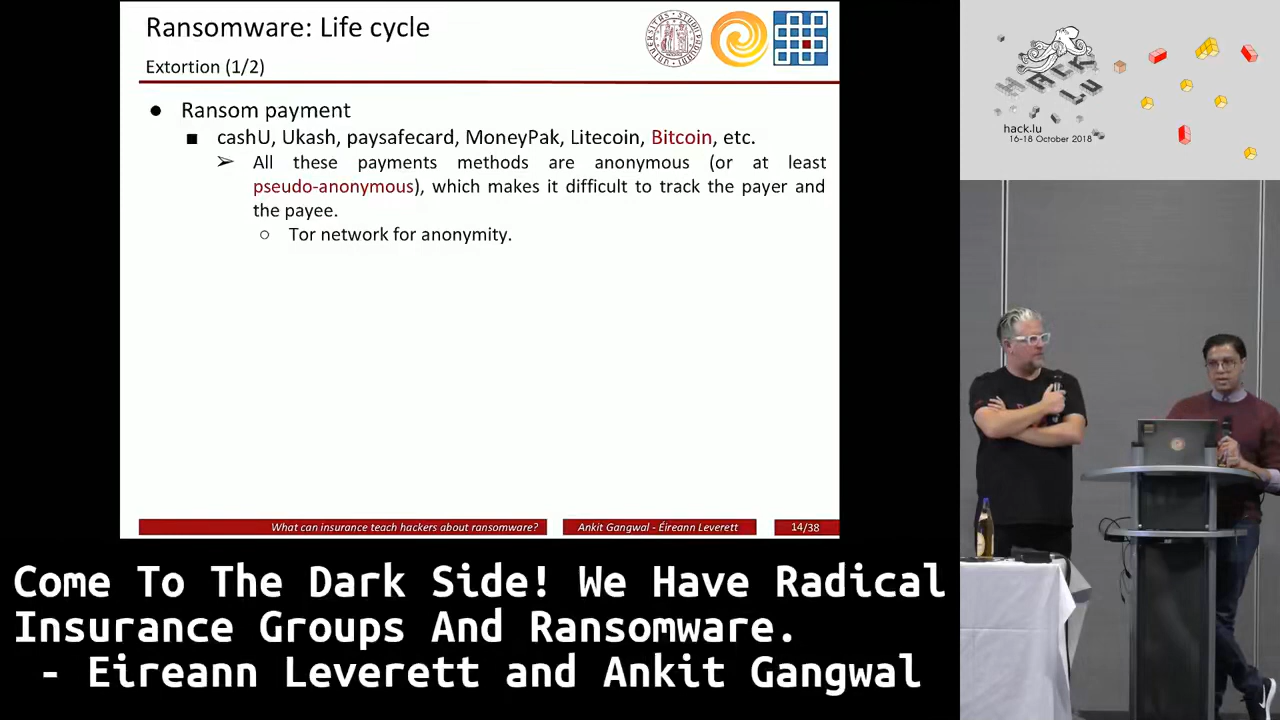 Ransomware: Life cycle
Extortion (1/2)
● Ransom payment
■ cashU, Ukash, paysafecard, MoneyPak, Litecoin, Bitcoin, etc.
➢ All these payments methods are anonymous (or at least
pseudo-anonymous), which makes it difficult to track the payer and
the payee.
○ Tor network for anonymity.
What can insurance teach hackers about ransomware?
Ankit Gangwal - Éireann Leverett
14/38
HACK
LU
hack.lu
16-18 October 2018
Come To The Dark Side! We Have Radical
Insurance Groups And Ransomware.
- Eireann Leverett and Ankit Gangwal